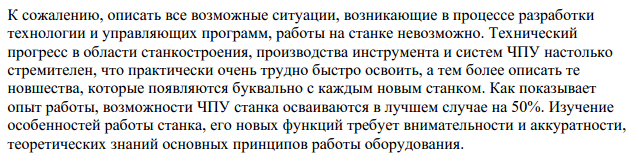 К сожалению, описать все возможные ситуации, возникающие в процессе разработки
технологии и управляющих программ, работы на станке невозможно. Технический
прогресс в области станкостроения, производства инструмента и систем ЧПУ настолько
стремителен, что практически очень трудно быстро освоить, а тем более описать те
новшества, которые появляются буквально с каждым новым станком. Как показывает
опыт работы, возможности ЧПУ станка осваиваются в лучшем случае на 50%. Изучение
особенностей работы станка, его новых функций требует внимательности и аккуратности,
теоретических знаний основных принципов работы оборудования.